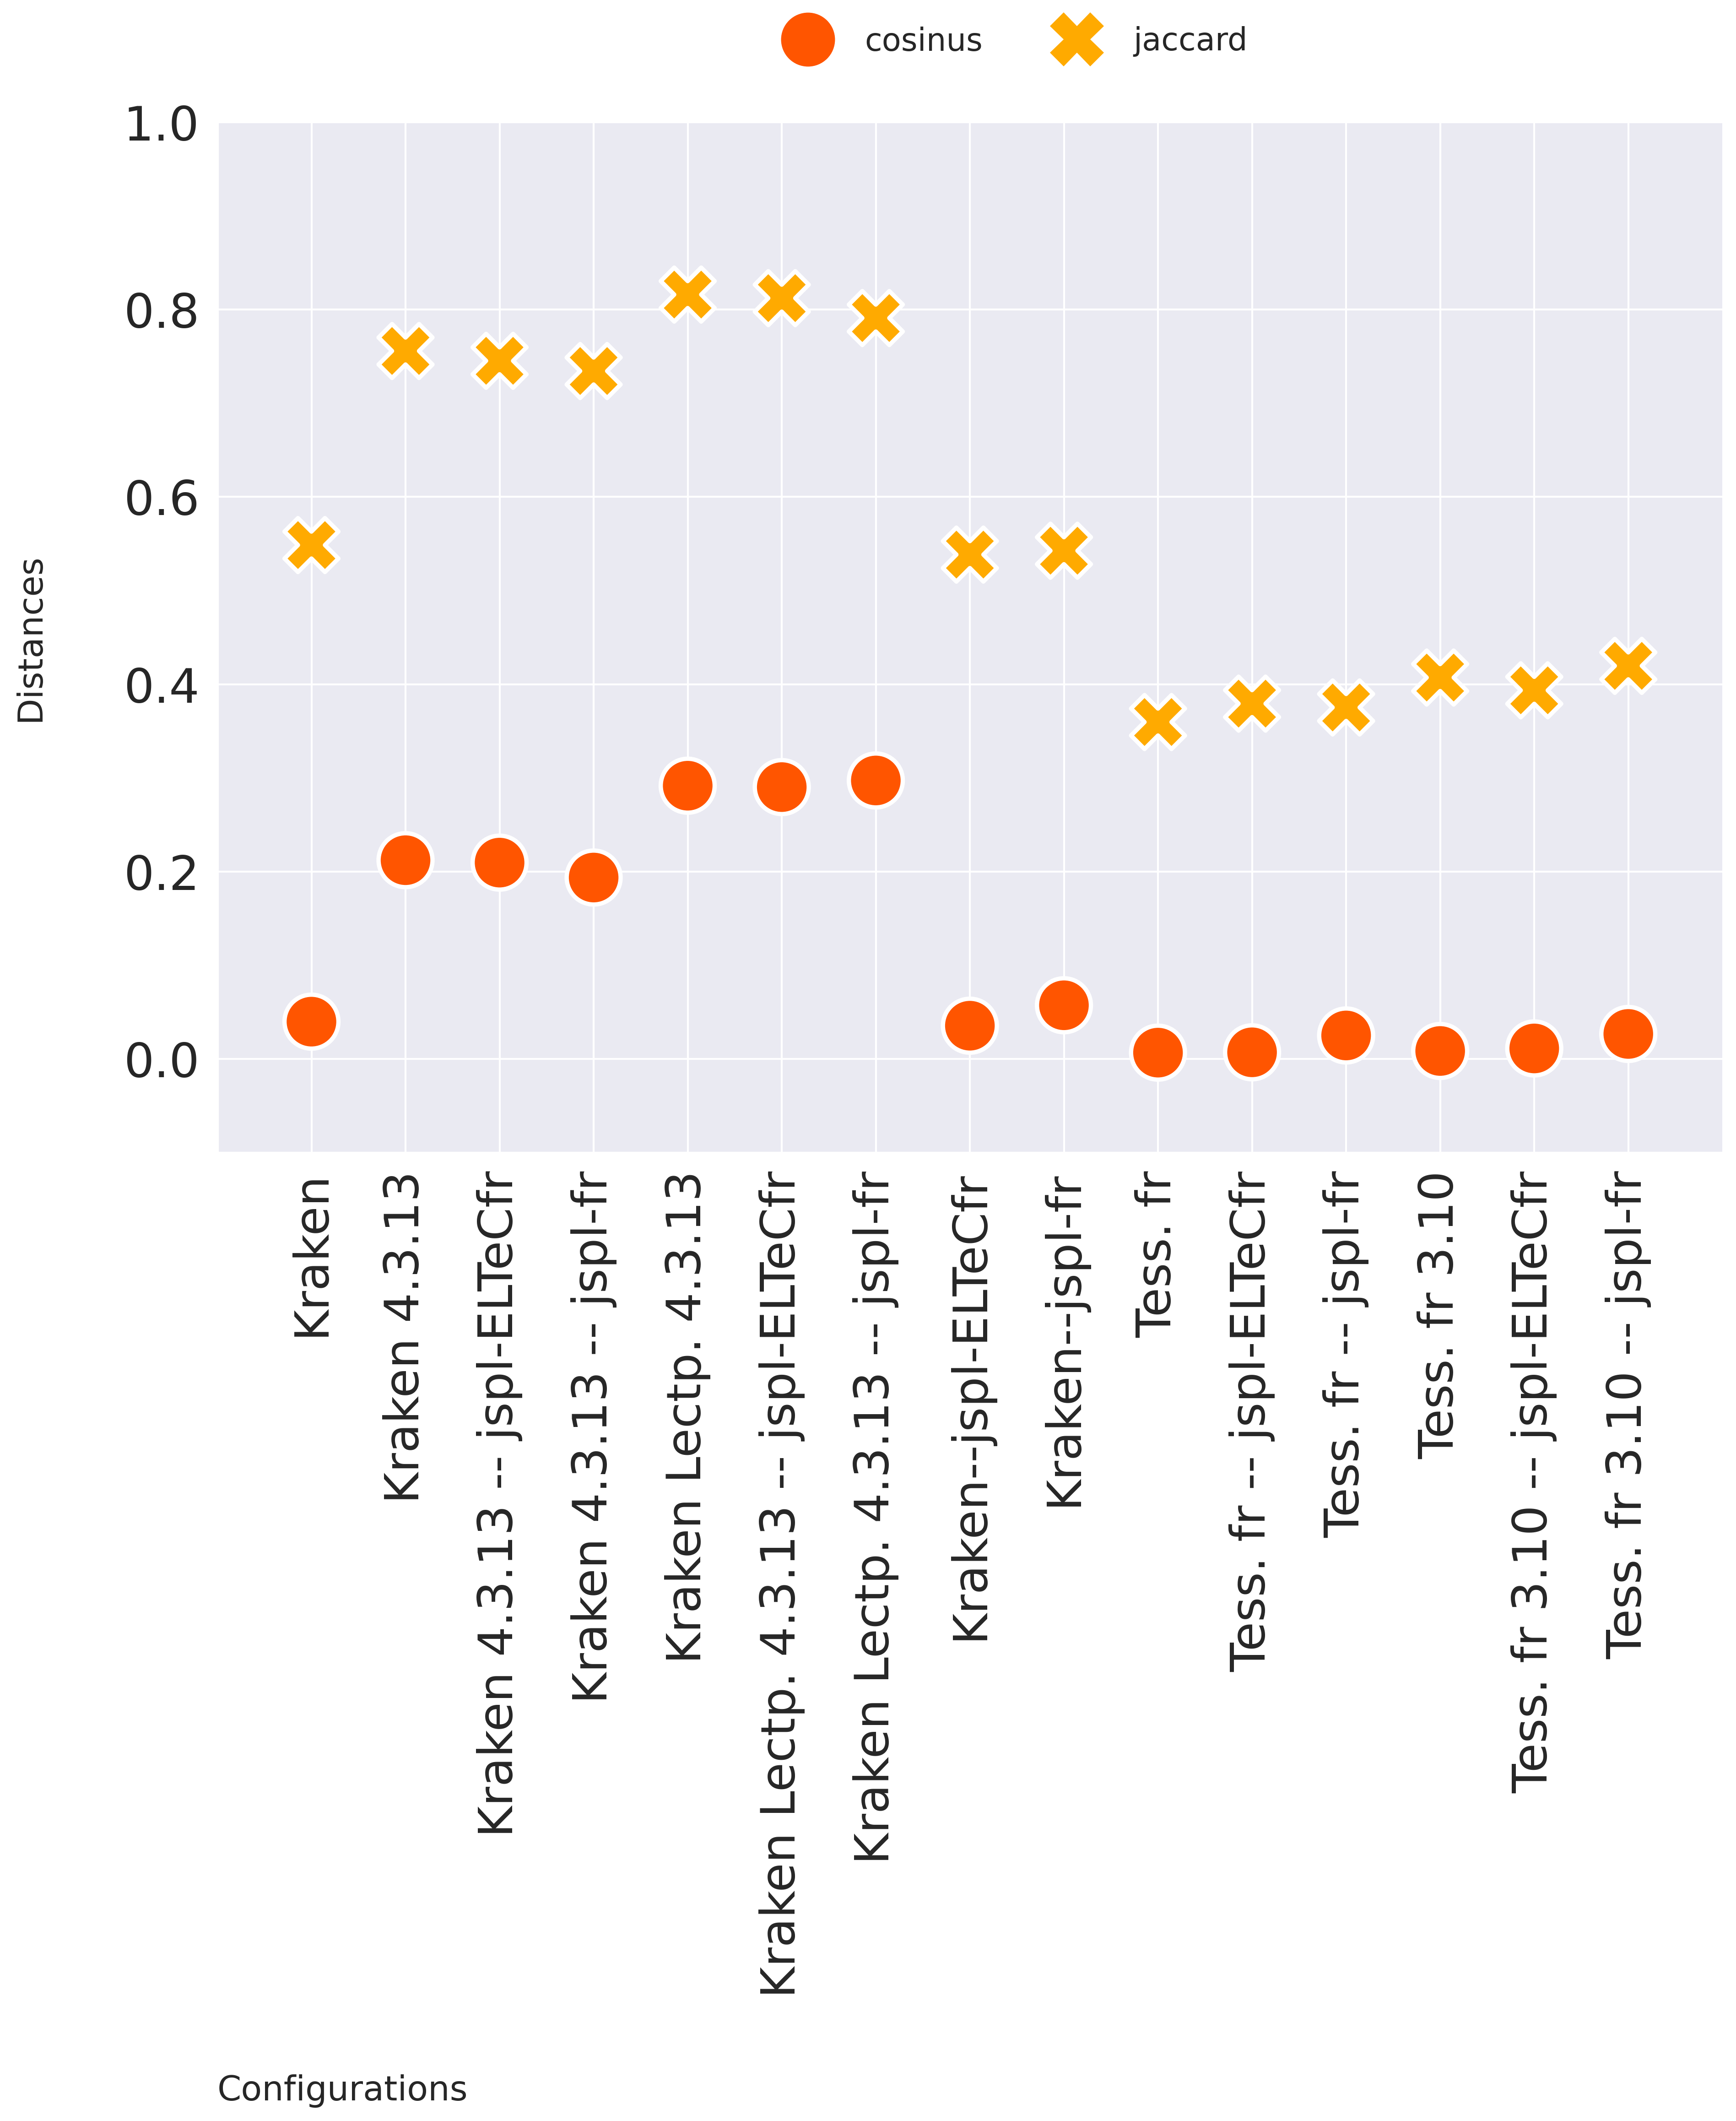 cosinus jaccard
1.0
0.8
0.6
0.4
0.2
0.0
Distances
Kraken
Kraken 4.3.13
Kraken 4.3.13 -- jspl-ELTeCfr
Kraken 4.3.13 -- jspl-fr
Kraken Lectp. 4.3.13
Kraken Lectp. 4.3.13 -- jspl-ELTeCfr
Kraken Lectp. 4.3.13 -- jspl-fr
Kraken--jspl-ELTeCfr
Kraken--jspl-fr
Tess. fr
Tess. fr -- jspl-ELTeCfr
Tess. fr -- jspl-fr
Tess. fr 3.10
Tess. fr 3.10 -- jspl-ELTeCfr
Tess. fr 3.10 -- jspl-fr
Configurations